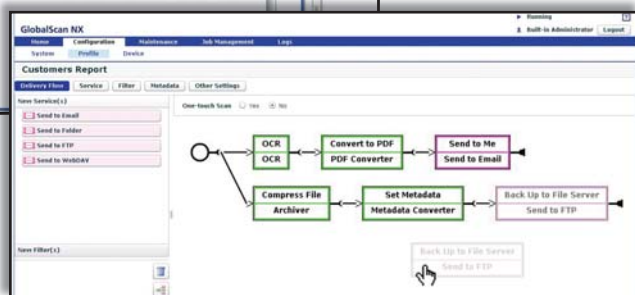 Running
GlobalScan NX
Built-in Administrator Logout
Home Configuration Maintenance Job Management Logs
System Profile Device
Customers Report
Delivery Flow Service Filter Metadata Other Settings
New Service(s)
One-touch Scan Yes No
Send to Email
Send to Folder
Send to FTP
Send to WebDAV
OCR Convert to PDF Send to Me
OCR PDF Converter Send to Email
Compress File Set Metadata Back Up to File Server
Archiver Metadata Converter Send to FTP
Back Up to File Server
Send to FTP
New Filter(s)